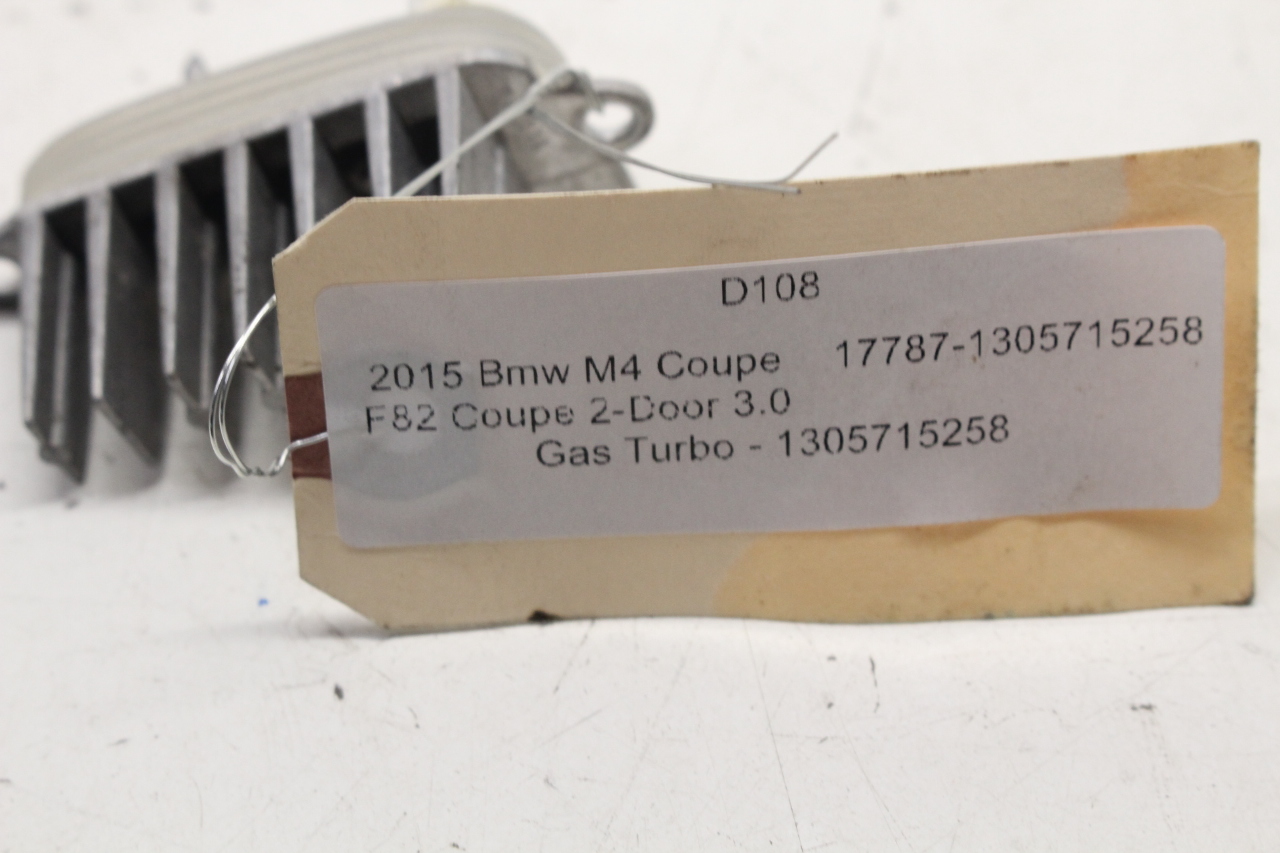 D108
2015 Bmw M4 Coupe 17787-1305715258
F82 Coupe 2-Door 3.0
Gas Turbo - 1305715258